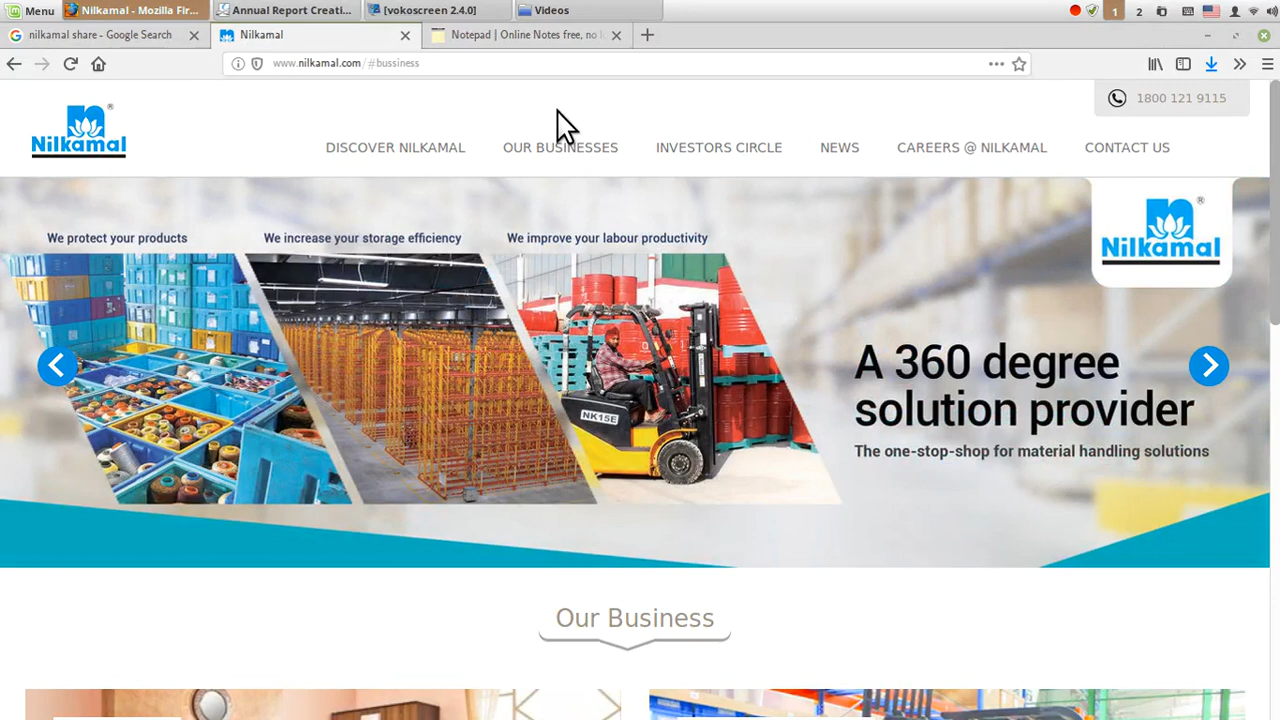 Menu
Nilkamal - Mozilla Fir...
Annual Report Creati...
[vokoscreen 2.4.0]
Videos
1
2
nilkamal share - Google Search
Nilkamal
Notepad | Online Notes free, no l
www.nilkamal.com/#bussiness
1800 121 9115
Nilkamal
DISCOVER NILKAMAL
OUR BUSINESSES
INVESTORS CIRCLE
NEWS
CAREERS @ NILKAMAL
CONTACT US
We protect your products
We increase your storage efficiency
We improve your labour productivity
Nilkamal
NK15E
A 360 degree
solution provider
The one-stop-shop for material handling solutions
Our Business